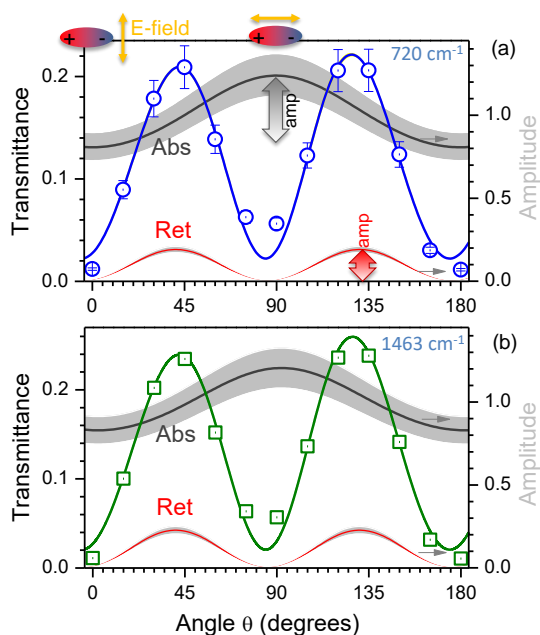 E-field
+ -
+ -
(a)
720 cm⁻¹
0.2
0.1
0.0
Transmittance
1.0
0.5
0.0
Amplitude
Abs
amp
Ret
amp
0 45 90 135 180
(b)
1463 cm⁻¹
0.2
0.1
0.0
Transmittance
1.0
0.5
0.0
Amplitude
Abs
Ret
0 45 90 135 180
Angle θ (degrees)